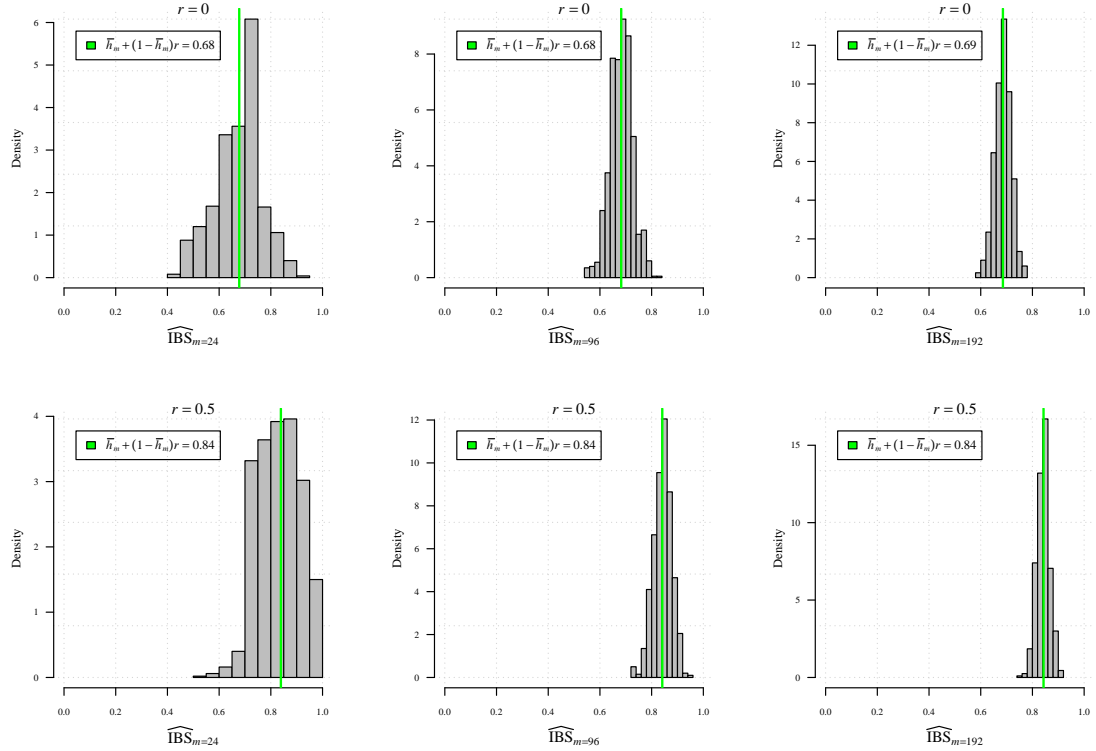 r = 0
h̅ₘ + (1 − h̅ₘ)r = 0.68
Density
6
5
4
3
2
1
0
0.0 0.2 0.4 0.6 0.8 1.0
IBŜ m=24
r = 0
h̅ₘ + (1 − h̅ₘ)r = 0.68
Density
8
6
4
2
0
0.0 0.2 0.4 0.6 0.8 1.0
IBŜ m=96
r = 0
h̅ₘ + (1 − h̅ₘ)r = 0.69
Density
12
10
8
6
4
2
0
0.0 0.2 0.4 0.6 0.8 1.0
IBŜ m=192
r = 0.5
h̅ₘ + (1 − h̅ₘ)r = 0.84
Density
4
3
2
1
0
0.0 0.2 0.4 0.6 0.8 1.0
IBŜ m=24
r = 0.5
h̅ₘ + (1 − h̅ₘ)r = 0.84
Density
12
10
8
6
4
2
0
0.0 0.2 0.4 0.6 0.8 1.0
IBŜ m=96
r = 0.5
h̅ₘ + (1 − h̅ₘ)r = 0.84
Density
15
10
5
0
0.0 0.2 0.4 0.6 0.8 1.0
IBŜ m=192